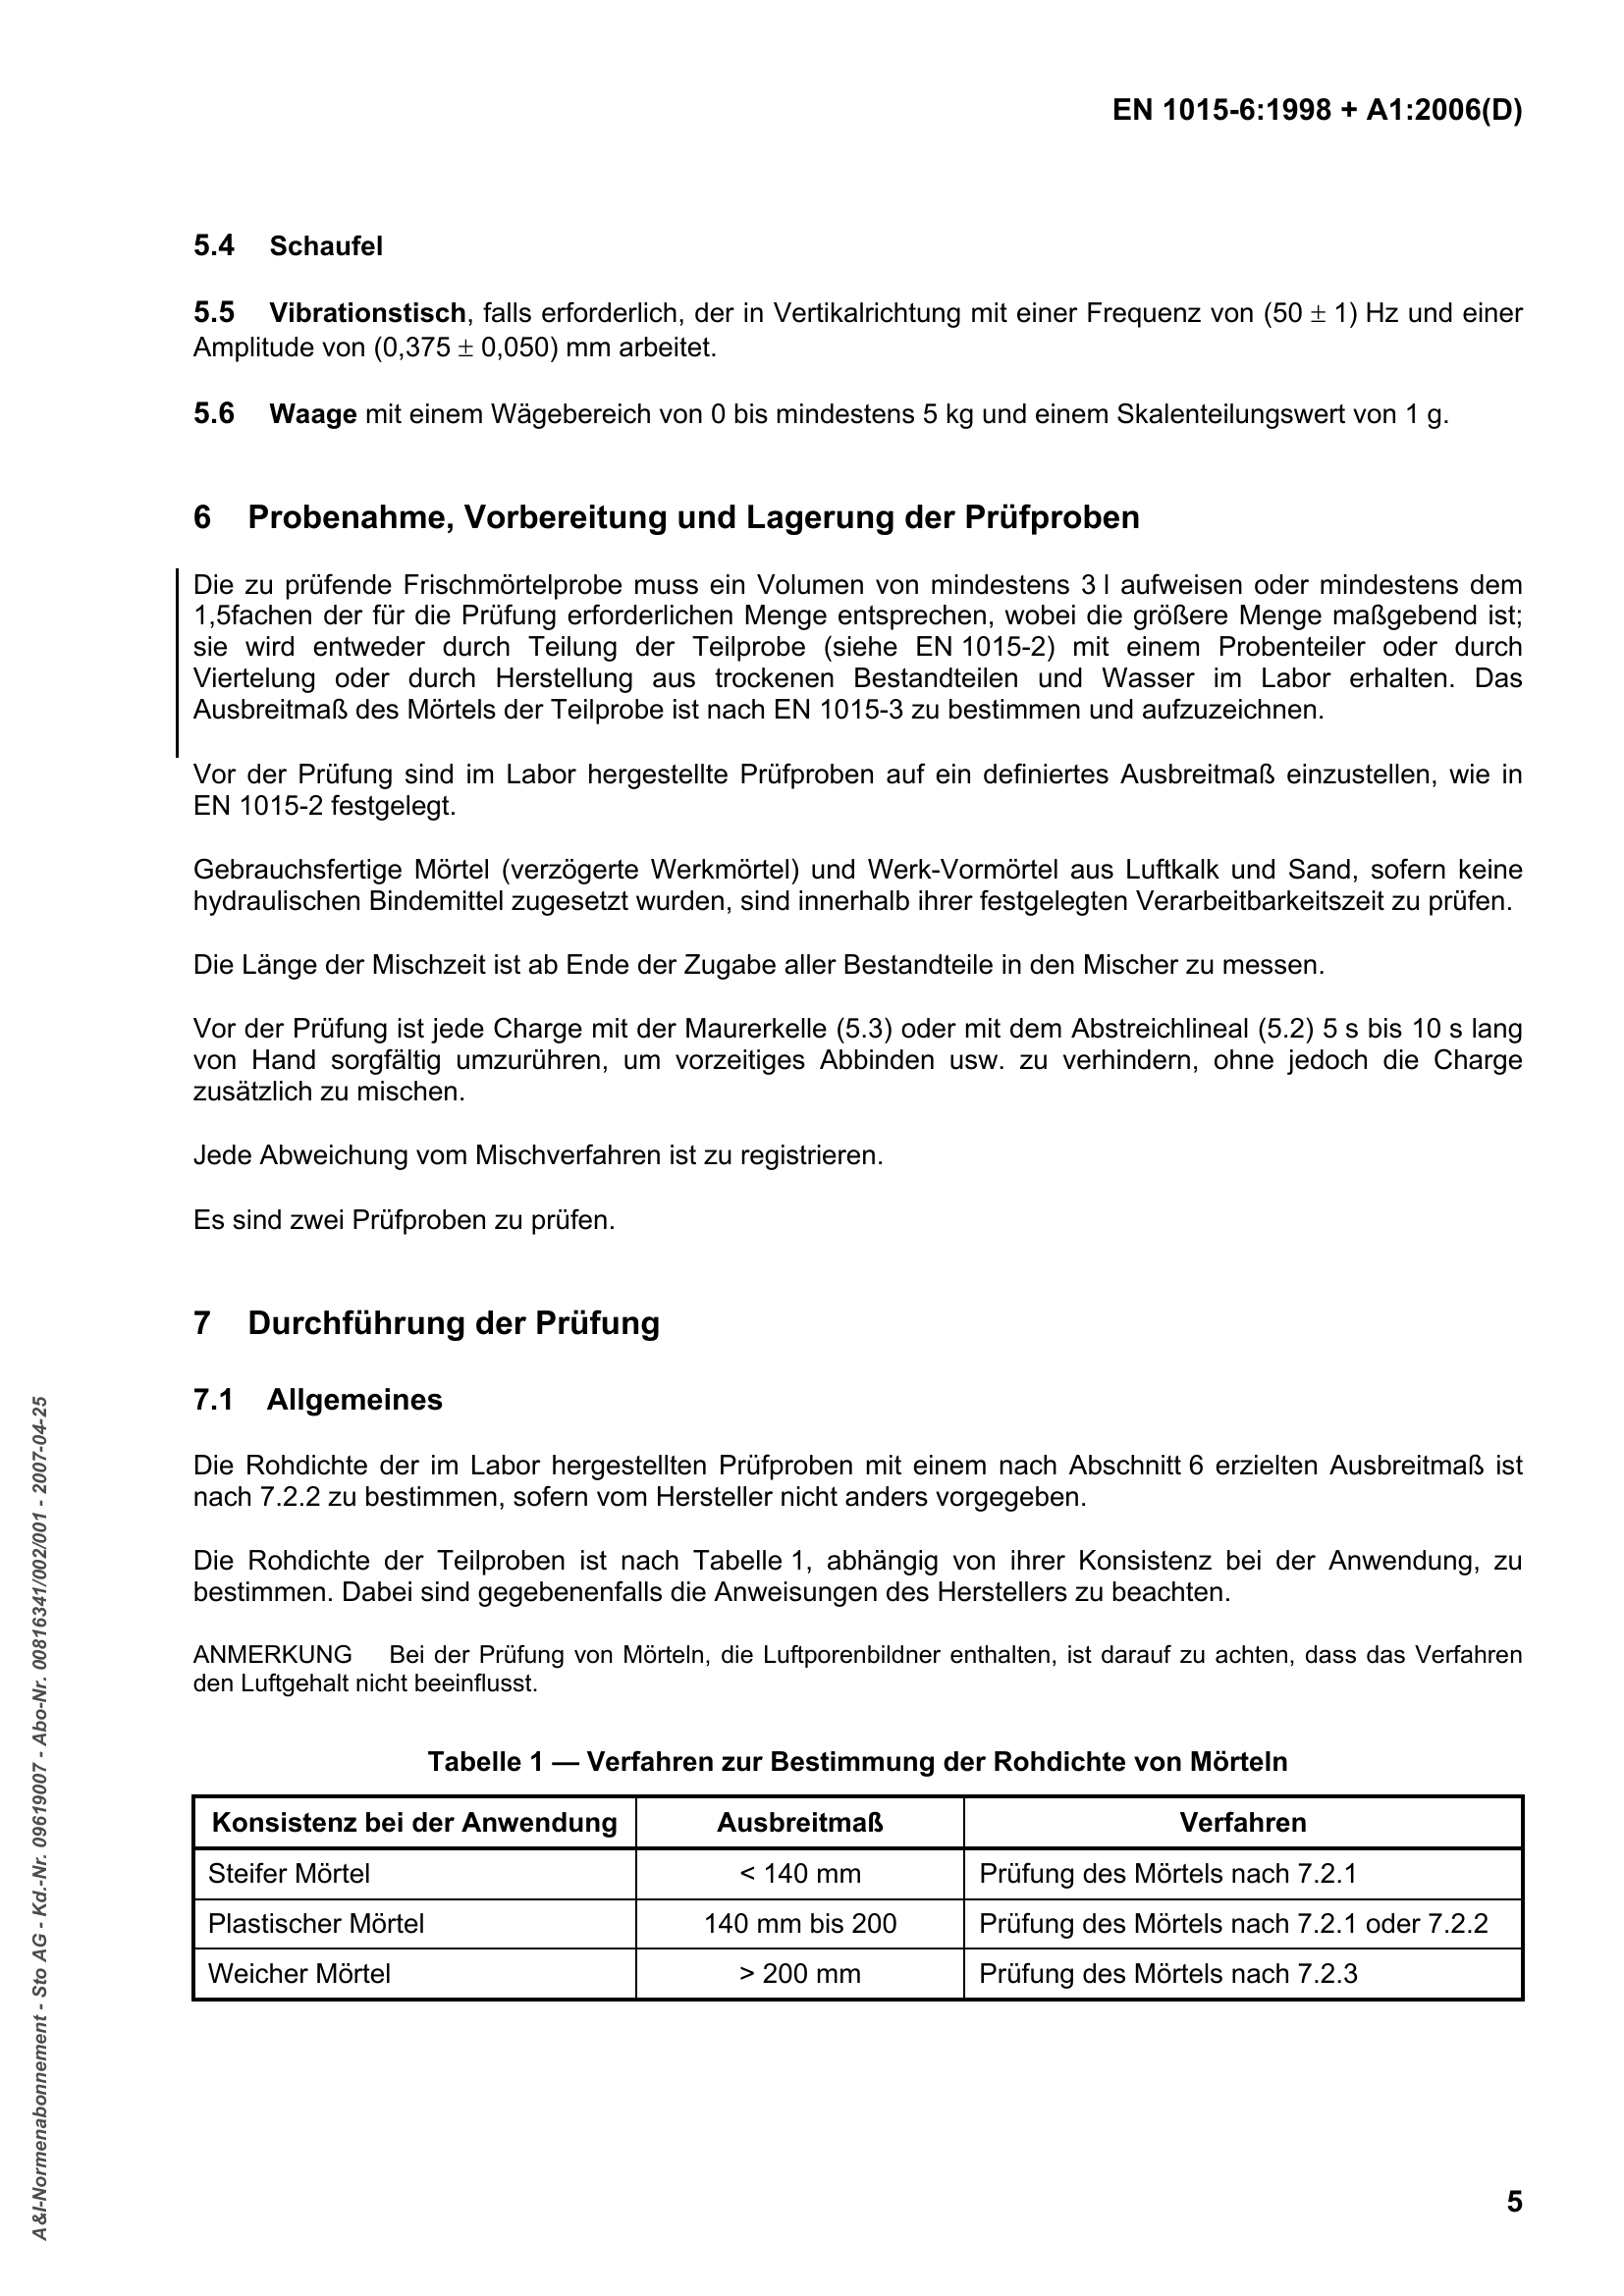 EN 1015-6:1998 + A1:2006(D)
5.4 Schaufel
5.5 Vibrationstisch, falls erforderlich, der in Vertikalrichtung mit einer Frequenz von (50 ± 1) Hz und einer
Amplitude von (0,375 ± 0,050) mm arbeitet.
5.6 Waage mit einem Wägebereich von 0 bis mindestens 5 kg und einem Skalenteilungswert von 1 g.
6 Probenahme, Vorbereitung und Lagerung der Prüfproben
Die zu prüfende Frischmörtelprobe muss ein Volumen von mindestens 3 l aufweisen oder mindestens dem
1,5fachen der für die Prüfung erforderlichen Menge entsprechen, wobei die größere Menge maßgebend ist;
sie wird entweder durch Teilung der Teilprobe (siehe EN 1015-2) mit einem Probenteiler oder durch
Viertelung oder durch Herstellung aus trockenen Bestandteilen und Wasser im Labor erhalten. Das
Ausbreitmaß des Mörtels der Teilprobe ist nach EN 1015-3 zu bestimmen und aufzuzeichnen.
Vor der Prüfung sind im Labor hergestellte Prüfproben auf ein definiertes Ausbreitmaß einzustellen, wie in
EN 1015-2 festgelegt.
Gebrauchsfertige Mörtel (verzögerte Werkmörtel) und Werk-Vormörtel aus Luftkalk und Sand, sofern keine
hydraulischen Bindemittel zugesetzt wurden, sind innerhalb ihrer festgelegten Verarbeitbarkeitszeit zu prüfen.
Die Länge der Mischzeit ist ab Ende der Zugabe aller Bestandteile in den Mischer zu messen.
Vor der Prüfung ist jede Charge mit der Maurerkelle (5.3) oder mit dem Abstreichlineal (5.2) 5 s bis 10 s lang
von Hand sorgfältig umzurühren, um vorzeitiges Abbinden usw. zu verhindern, ohne jedoch die Charge
zusätzlich zu mischen.
Jede Abweichung vom Mischverfahren ist zu registrieren.
Es sind zwei Prüfproben zu prüfen.
7 Durchführung der Prüfung
7.1 Allgemeines
Die Rohdichte der im Labor hergestellten Prüfproben mit einem nach Abschnitt 6 erzielten Ausbreitmaß ist
nach 7.2.2 zu bestimmen, sofern vom Hersteller nicht anders vorgegeben.
Die Rohdichte der Teilproben ist nach Tabelle 1, abhängig von ihrer Konsistenz bei der Anwendung, zu
bestimmen. Dabei sind gegebenenfalls die Anweisungen des Herstellers zu beachten.
ANMERKUNG Bei der Prüfung von Mörteln, die Luftporenbildner enthalten, ist darauf zu achten, dass das Verfahren
den Luftgehalt nicht beeinflusst.
Tabelle 1 — Verfahren zur Bestimmung der Rohdichte von Mörteln
Konsistenz bei der Anwendung Ausbreitmaß Verfahren
Steifer Mörtel < 140 mm Prüfung des Mörtels nach 7.2.1
Plastischer Mörtel 140 mm bis 200 Prüfung des Mörtels nach 7.2.1 oder 7.2.2
Weicher Mörtel > 200 mm Prüfung des Mörtels nach 7.2.3
5
A&I-Normenabonnement - Sto AG - Kd.-Nr. 09619007 - Abo-Nr. 00816341/002/001 - 2007-04-25